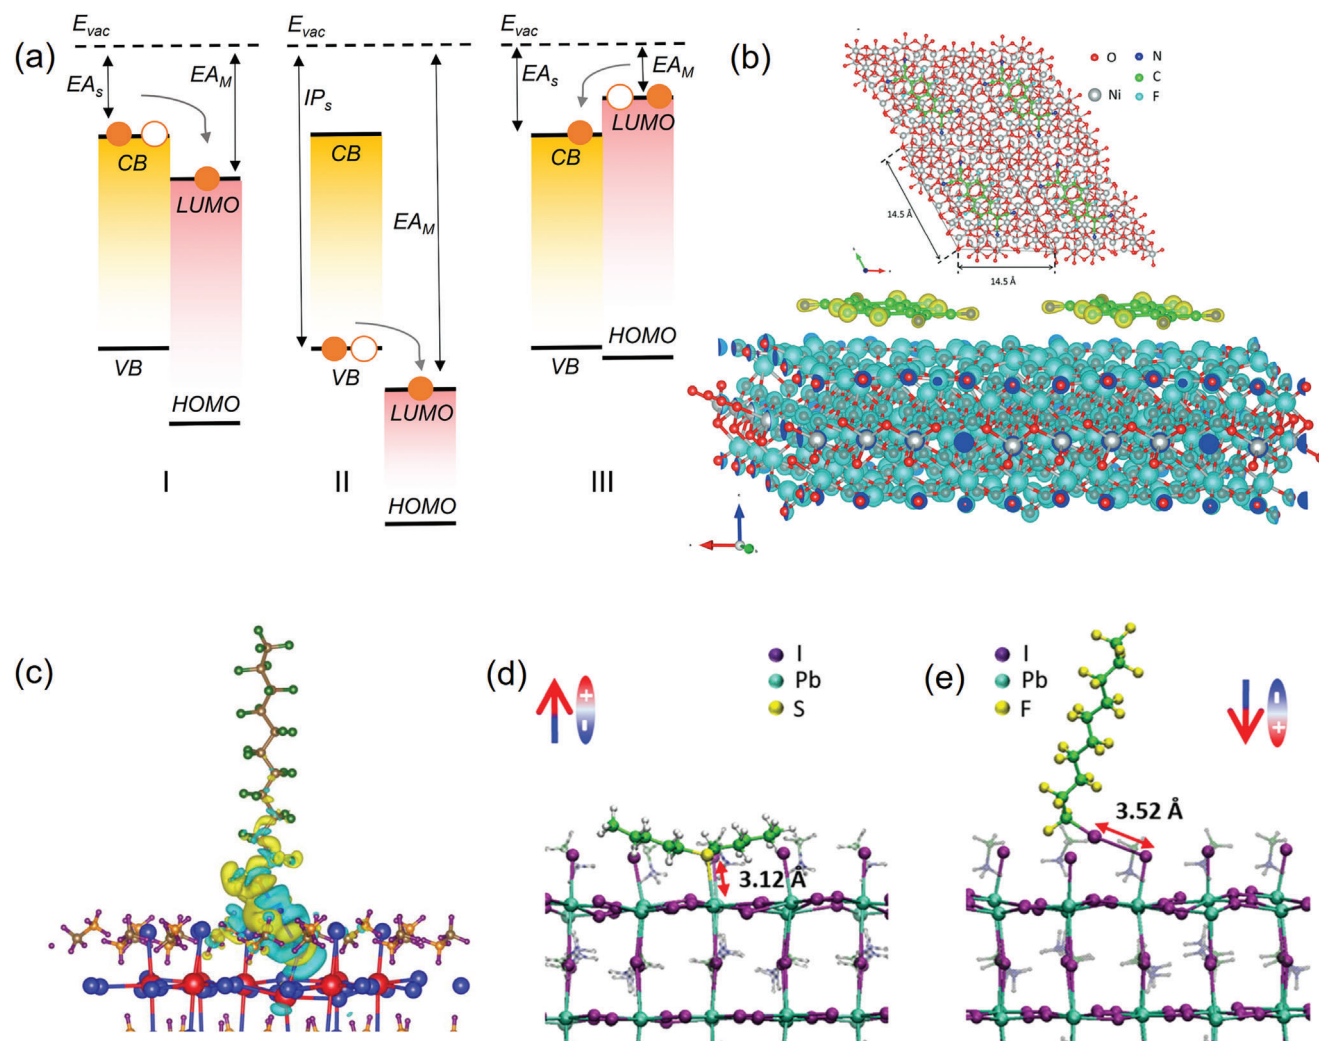 (a)
E_vac
E_vac
E_vac
EA_s
EA_M
CB
LUMO
VB
HOMO
I
IP_s
EA_M
CB
VB
LUMO
HOMO
II
EA_s
EA_M
CB
LUMO
VB
HOMO
III
(b)
O
N
C
Ni
F
14.5 Å
14.5 Å
(c)
(d)
+
-
I
Pb
S
3.12 Å
(e)
I
Pb
F
-
+
3.52 Å